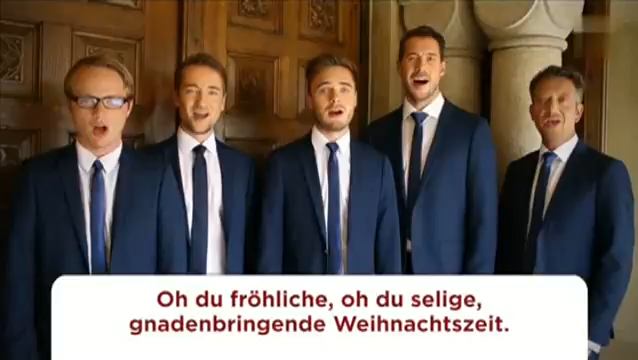 Oh du fröhliche, oh du selige,
gnadenbringende Weihnachtszeit.